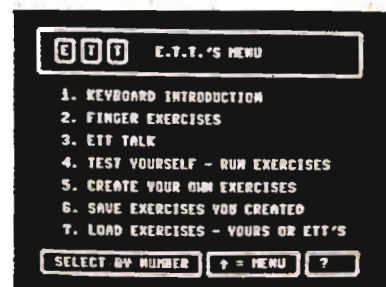 E T T E.T.T.'S MENU
1. KEYBOARD INTRODUCTION
2. FINGER EXERCISES
3. ETT TALK
4. TEST YOURSELF - RUN EXERCISES
5. CREATE YOUR OWN EXERCISES
6. SAVE EXERCISES YOU CREATED
7. LOAD EXERCISES - YOURS OR ETT'S
SELECT BY NUMBER ↑ = MENU ?